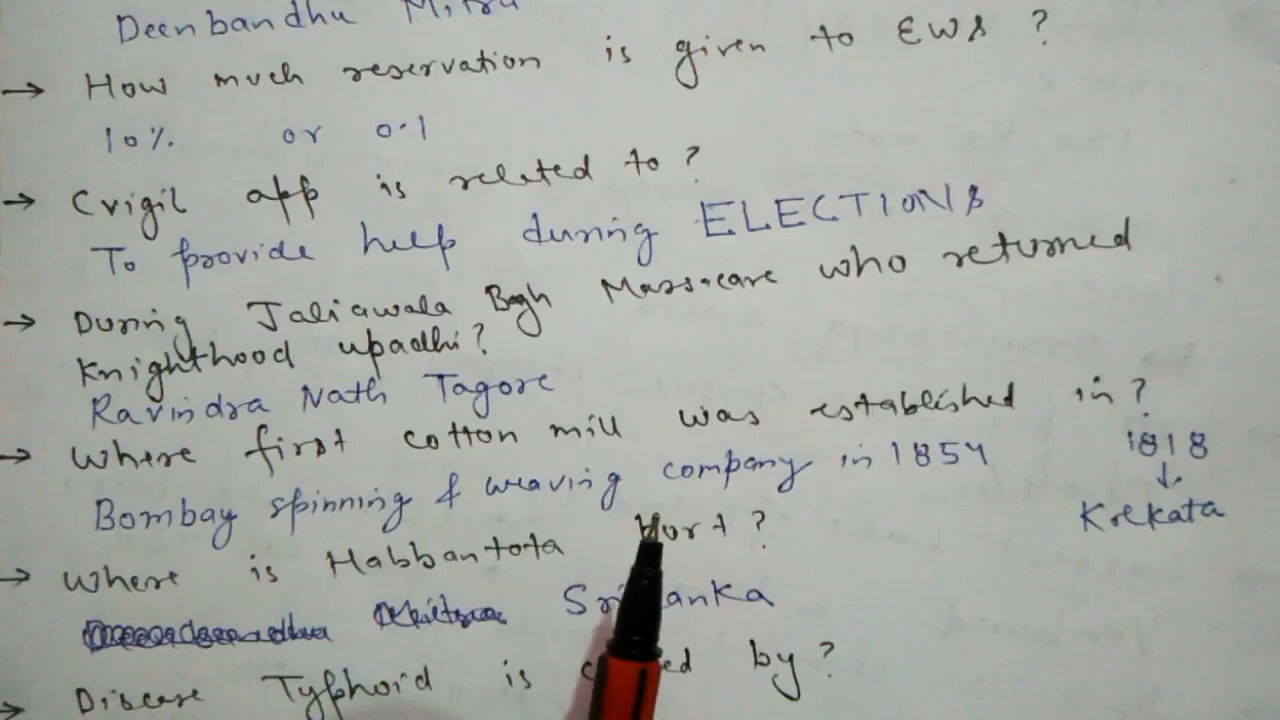 Deenbandhu Mitra
→ How much reservation is given to EWS ?
10% or 0.1
→ Cvigil app is related to ?
To provide help during ELECTIONS
→ During Jaliawala Bagh Massacare who returned
Knighthood upadhi?
Ravindra Nath Tagore
→ Where first cotton mill was established in ?
Bombay spinning & weaving company in 1854
1818
↓
Kolkata
→ Where is Habbantota Port ?
Sri Lanka
→ Disease Typhoid is by ?